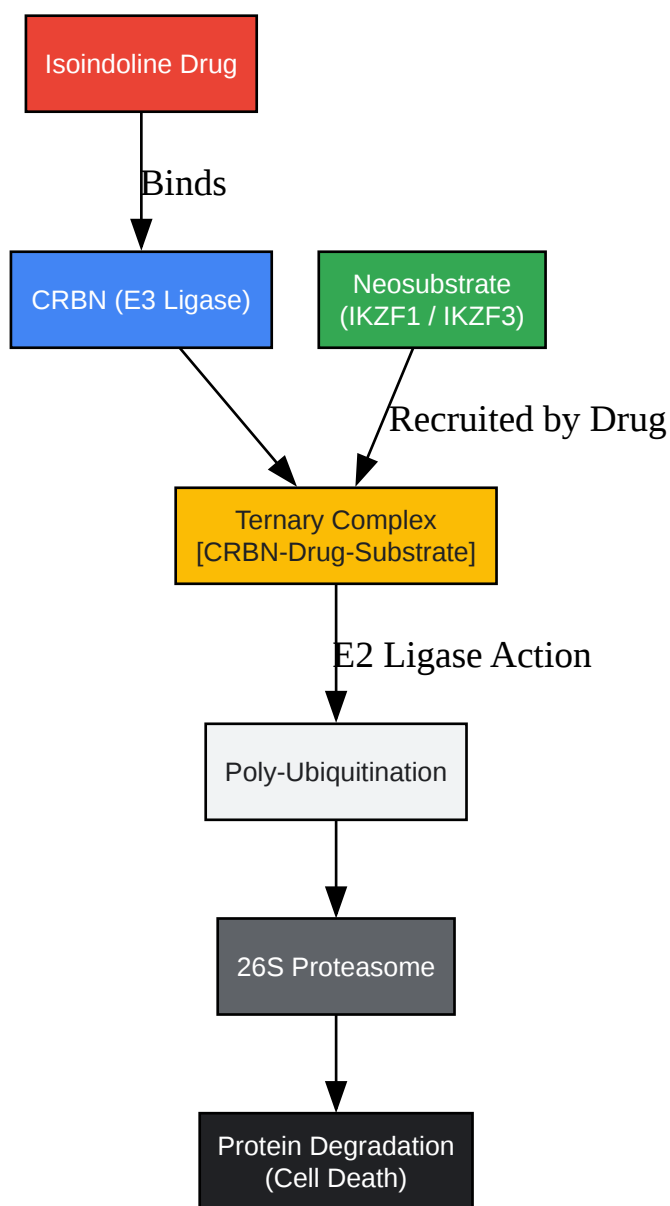 Isoindoline Drug
Binds
CRBN (E3 Ligase)
Neosubstrate
(IKZF1 / IKZF3)
Recruited by Drug
Ternary Complex
[CRBN-Drug-Substrate]
E2 Ligase Action
Poly-Ubiquitination
26S Proteasome
Protein Degradation
(Cell Death)